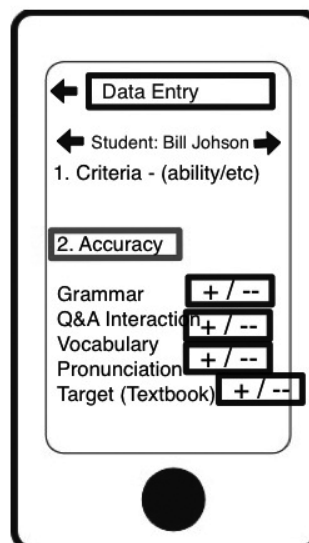 Data Entry
Student: Bill Johson
1. Criteria - (ability/etc)
2. Accuracy
Grammar + / --
Q&A Interaction + / --
Vocabulary
Pronunciation + / --
Target (Textbook) + / --